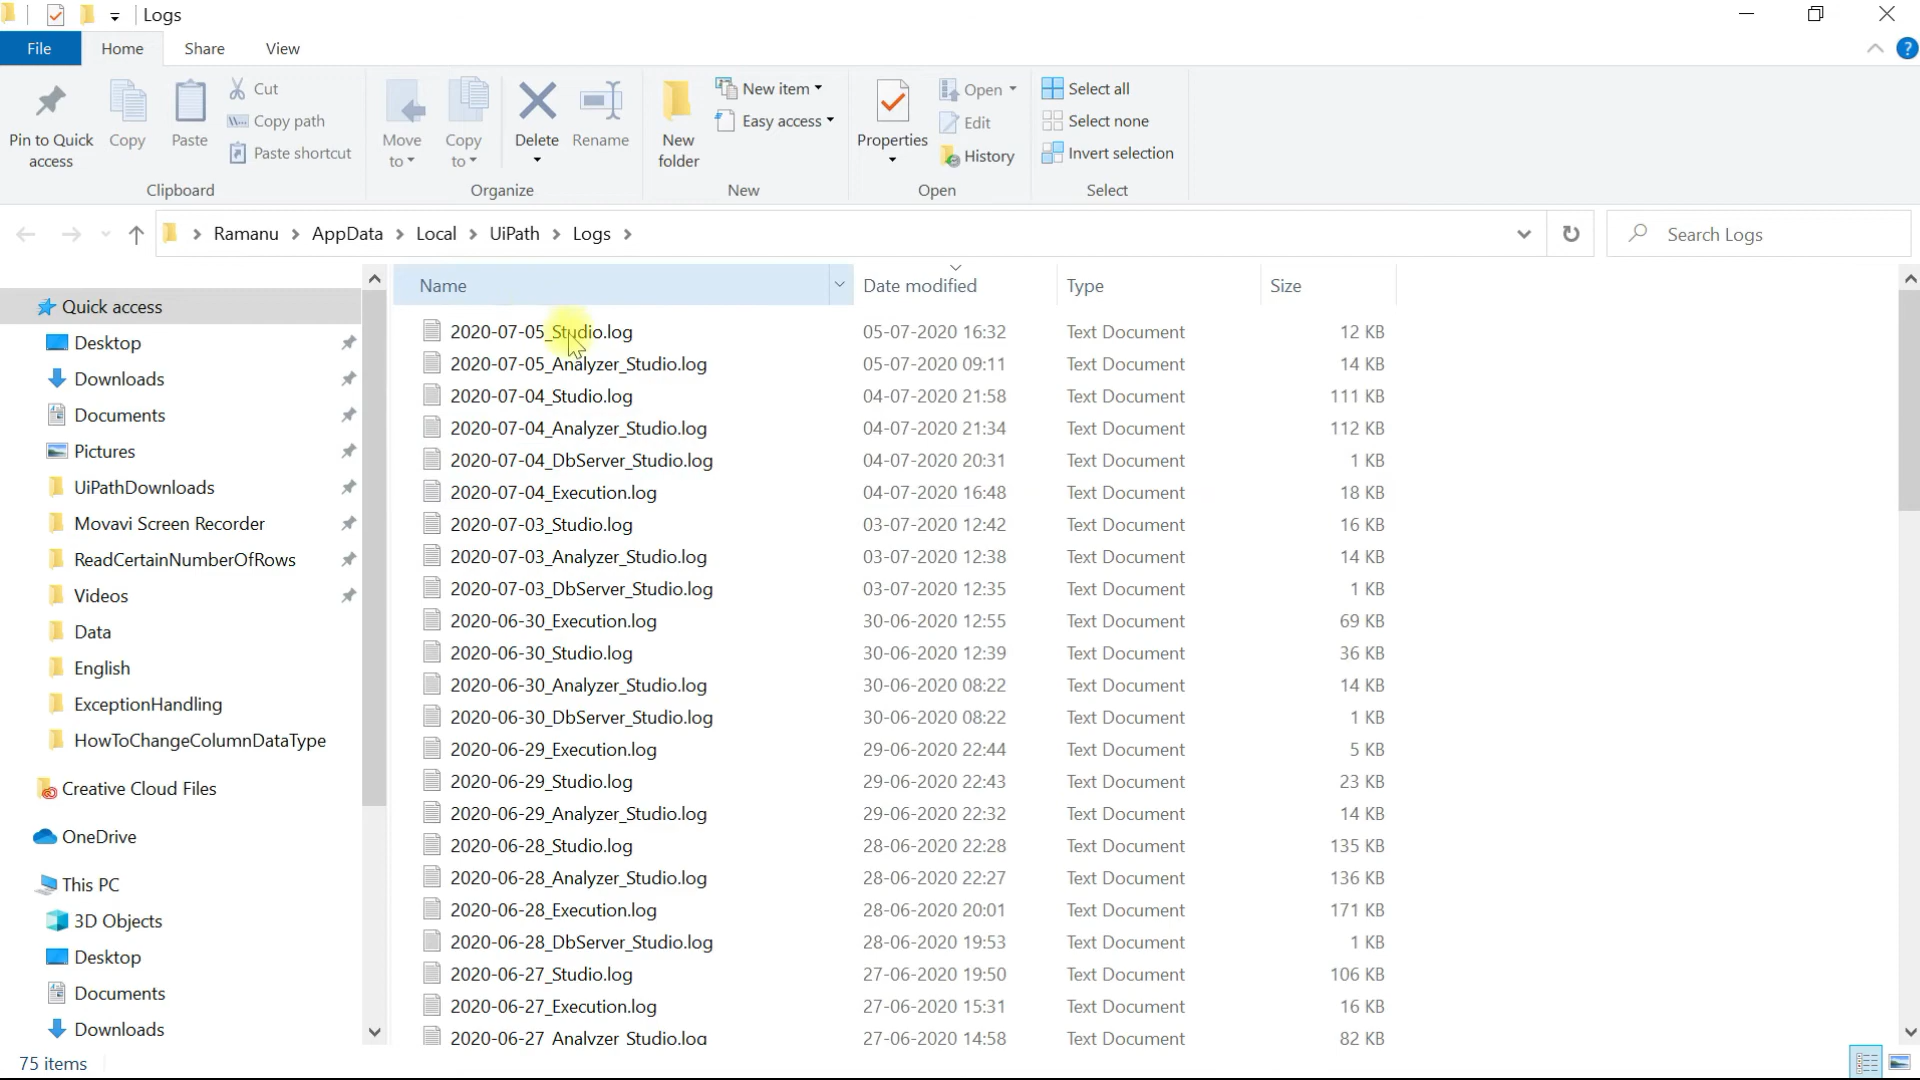 Logs
File Home Share View
Pin to Quick access
Copy
Paste
Cut
Copy path
Paste shortcut
Clipboard
Move to
Copy to
Delete
Rename
Organize
New folder
New item
Easy access
New
Properties
Open
Edit
History
Open
Select all
Select none
Invert selection
Select
Ramanu AppData Local UiPath Logs
Search Logs
Quick access
Desktop
Downloads
Documents
Pictures
UiPathDownloads
Movavi Screen Recorder
ReadCertainNumberOfRows
Videos
Data
English
ExceptionHandling
HowToChangeColumnDataType
Creative Cloud Files
OneDrive
This PC
3D Objects
Desktop
Documents
Downloads
Name Date modified Type Size
2020-07-05_Studio.log 05-07-2020 16:32 Text Document 12 KB
2020-07-05_Analyzer_Studio.log 05-07-2020 09:11 Text Document 14 KB
2020-07-04_Studio.log 04-07-2020 21:58 Text Document 111 KB
2020-07-04_Analyzer_Studio.log 04-07-2020 21:34 Text Document 112 KB
2020-07-04_DbServer_Studio.log 04-07-2020 20:31 Text Document 1 KB
2020-07-04_Execution.log 04-07-2020 16:48 Text Document 18 KB
2020-07-03_Studio.log 03-07-2020 12:42 Text Document 16 KB
2020-07-03_Analyzer_Studio.log 03-07-2020 12:38 Text Document 14 KB
2020-07-03_DbServer_Studio.log 03-07-2020 12:35 Text Document 1 KB
2020-06-30_Execution.log 30-06-2020 12:55 Text Document 69 KB
2020-06-30_Studio.log 30-06-2020 12:39 Text Document 36 KB
2020-06-30_Analyzer_Studio.log 30-06-2020 08:22 Text Document 14 KB
2020-06-30_DbServer_Studio.log 30-06-2020 08:22 Text Document 1 KB
2020-06-29_Execution.log 29-06-2020 22:44 Text Document 5 KB
2020-06-29_Studio.log 29-06-2020 22:43 Text Document 23 KB
2020-06-29_Analyzer_Studio.log 29-06-2020 22:32 Text Document 14 KB
2020-06-28_Studio.log 28-06-2020 22:28 Text Document 135 KB
2020-06-28_Analyzer_Studio.log 28-06-2020 22:27 Text Document 136 KB
2020-06-28_Execution.log 28-06-2020 20:01 Text Document 171 KB
2020-06-28_DbServer_Studio.log 28-06-2020 19:53 Text Document 1 KB
2020-06-27_Studio.log 27-06-2020 19:50 Text Document 106 KB
2020-06-27_Execution.log 27-06-2020 15:31 Text Document 16 KB
2020-06-27_Analyzer_Studio.log 27-06-2020 14:58 Text Document 82 KB
75 items